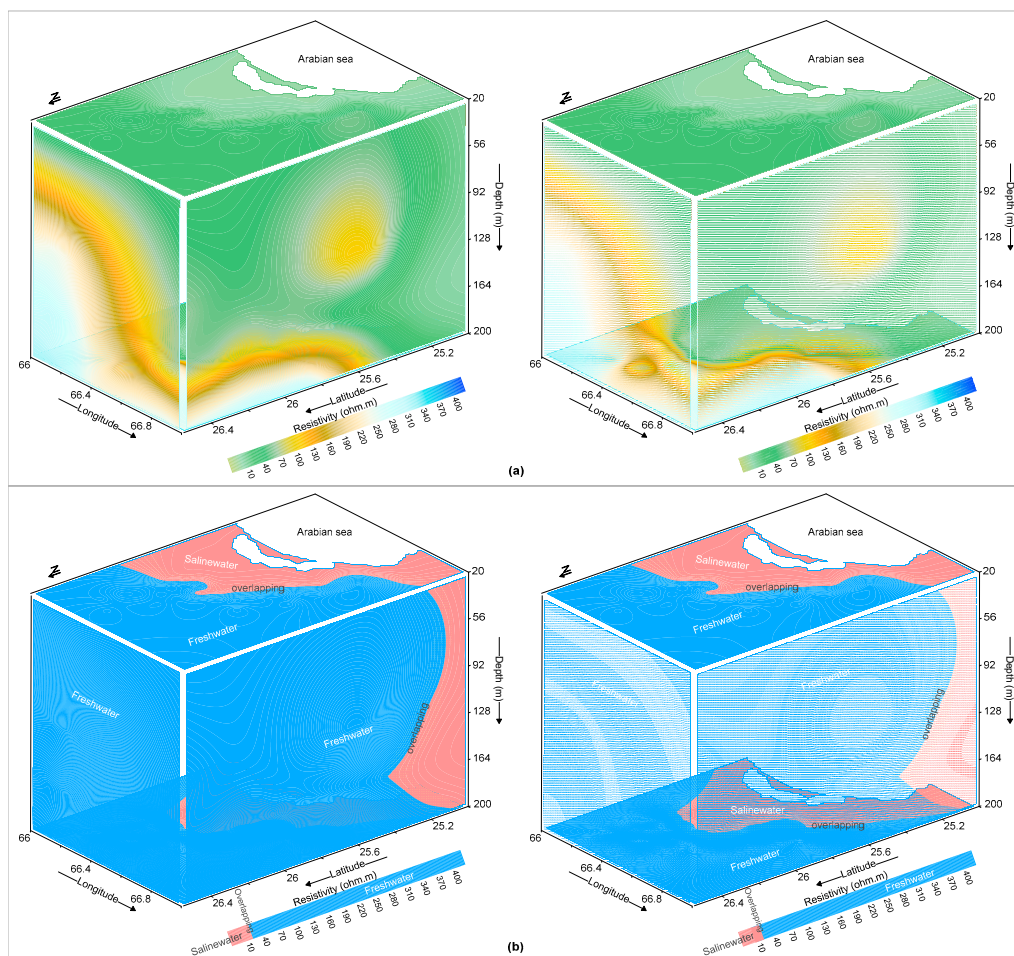 Arabian sea
N
20
56
92
128
164
200
Depth (m)
25.2
25.6
26
26.4
Latitude
66
66.4
66.8
Longitude
Resistivity (ohm.m)
10 40 70 100 130 160 190 220 250 280 310 340 370 400
Arabian sea
N
20
56
92
128
164
200
Depth (m)
25.2
25.6
26
26.4
Latitude
66
66.4
66.8
Longitude
Resistivity (ohm.m)
10 40 70 100 130 160 190 220 250 280 310 340 370 400
(a)
Arabian sea
N
Salinewater
overlapping
Freshwater
Freshwater
Freshwater
overlapping
20
56
92
128
164
200
Depth (m)
25.2
25.6
26
26.4
Latitude
66
66.4
66.8
Longitude
Resistivity (ohm.m)
Freshwater
Overlapping
Salinewater
10 40 70 100 130 160 190 220 250 280 310 340 370 400
Arabian sea
N
Salinewater
overlapping
Freshwater
Freshwater
Freshwater
overlapping
Salinewater
overlapping
Freshwater
20
56
92
128
164
200
Depth (m)
25.2
25.6
26
26.4
Latitude
66
66.4
66.8
Longitude
Resistivity (ohm.m)
Freshwater
Overlapping
Salinewater
10 40 70 100 130 160 190 220 250 280 310 340 370 400
(b)